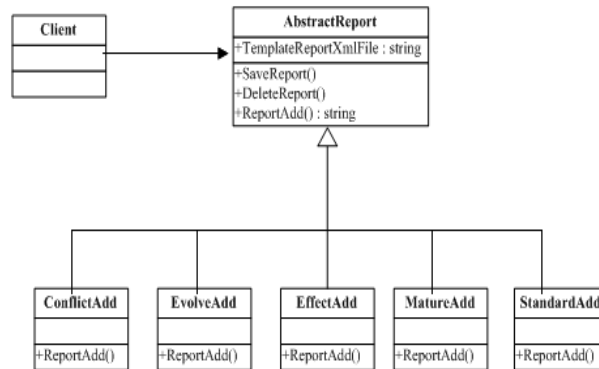 Client
AbstractReport
+TemplateReportXmlFile : string
+SaveReport()
+DeleteReport()
+ReportAdd() : string
ConflictAdd
EvolveAdd
EffectAdd
MatureAdd
StandardAdd
+ReportAdd()
+ReportAdd()
+ReportAdd()
+ReportAdd()
+ReportAdd()